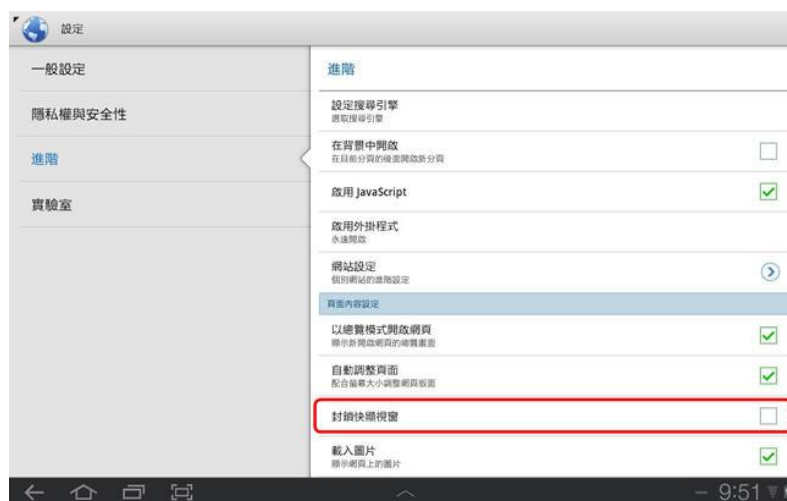 設定
一般設定
隱私權與安全性
進階
實驗室
進階
設定搜尋引擎
選取搜尋引擎
在背景中開啟
在目前分頁的後面開啟新分頁
啟用 JavaScript
啟用外掛程式
永遠開啟
網站設定
個別網站的進階設定
頁面內容設定
以總覽模式開啟網頁
顯示新開啟網頁的總覽畫面
自動調整頁面
配合螢幕大小調整網頁版面
封鎖快顯視窗
載入圖片
顯示網頁上的圖片
9:51